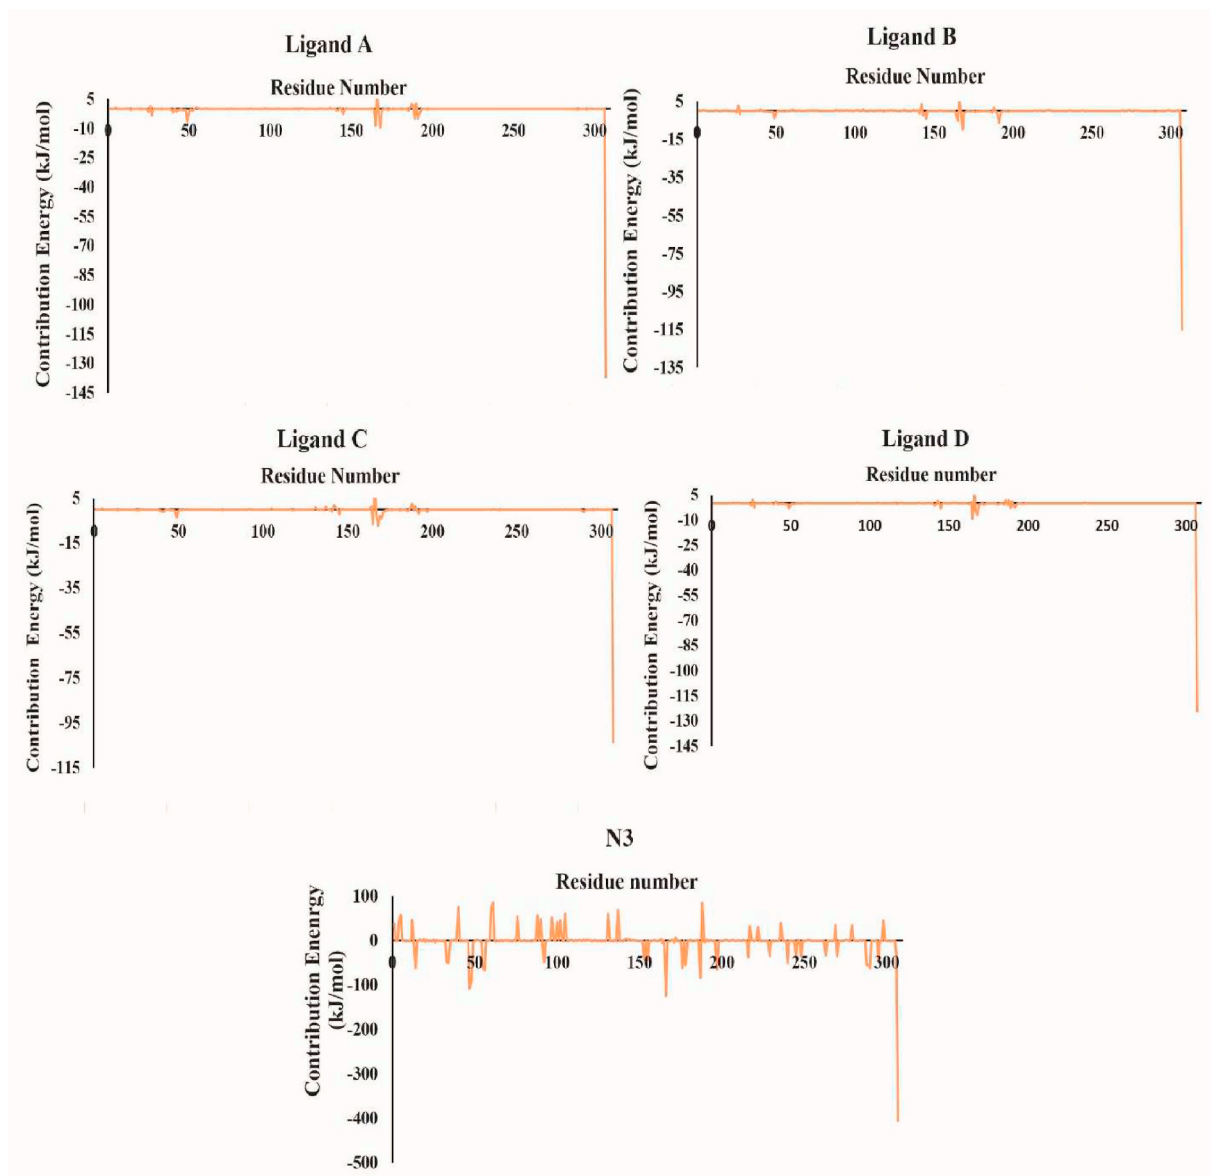 Ligand A
Residue Number
Contribution Energy (kJ/mol)
5
-10
-25
-40
-55
-70
-85
-100
-115
-130
-145
0 50 100 150 200 250 300
Ligand B
Residue Number
Contribution Energy (kJ/mol)
5
-15
-35
-55
-75
-95
-115
-135
0 50 100 150 200 250 300
Ligand C
Residue Number
Contribution Energy (kJ/mol)
5
-15
-35
-55
-75
-95
-115
0 50 100 150 200 250 300
Ligand D
Residue number
Contribution Energy (kJ/mol)
5
-10
-25
-40
-55
-70
-85
-100
-115
-130
-145
0 50 100 150 200 250 300
N3
Residue number
Contribution Enenrgy
(kJ/mol)
100
0
-100
-200
-300
-400
-500
0 50 100 150 200 250 300